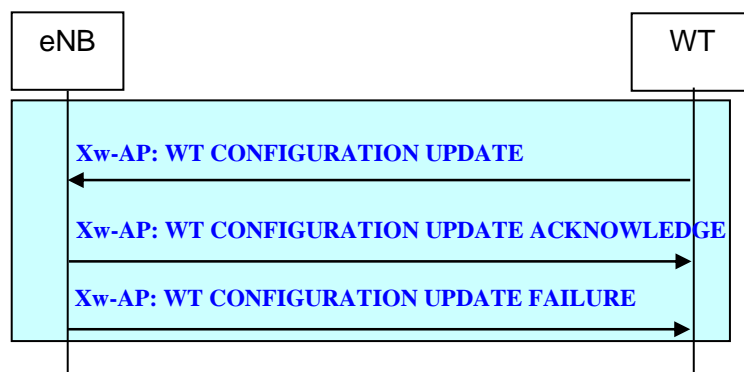 eNB
WT
Xw-AP: WT CONFIGURATION UPDATE
Xw-AP: WT CONFIGURATION UPDATE ACKNOWLEDGE
Xw-AP: WT CONFIGURATION UPDATE FAILURE